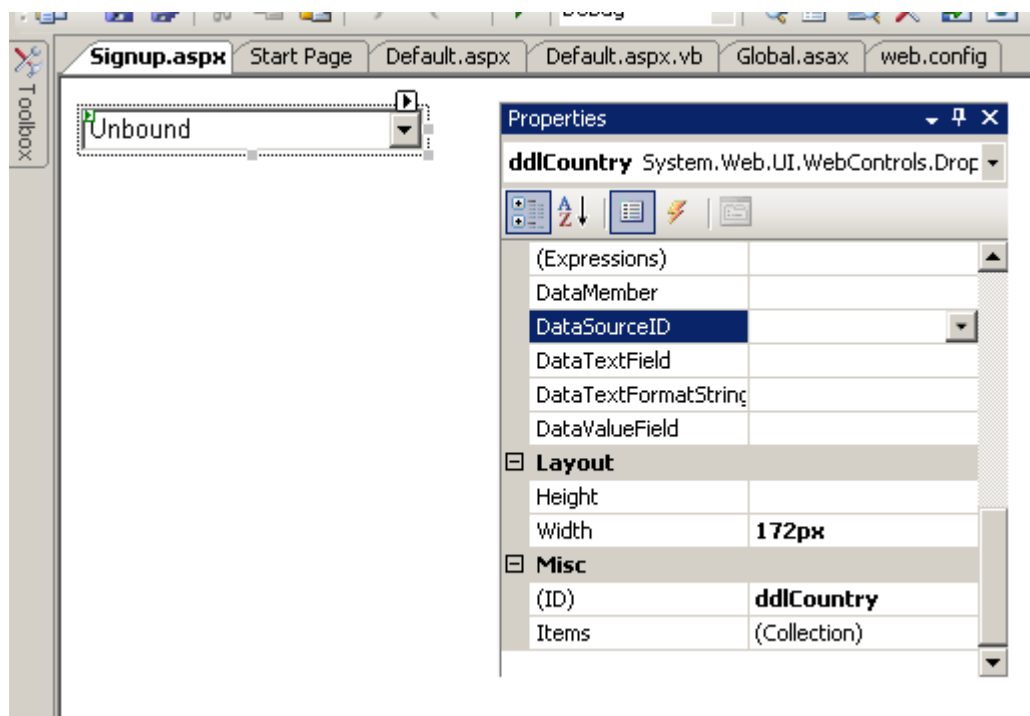 Debug
Signup.aspx Start Page Default.aspx Default.aspx.vb Global.asax web.config
Toolbox
Unbound
Properties
ddlCountry System.Web.UI.WebControls.Drop
(Expressions)
DataMember
DataSourceID
DataTextField
DataTextFormatString
DataValueField
Layout
Height
Width 172px
Misc
(ID) ddlCountry
Items (Collection)